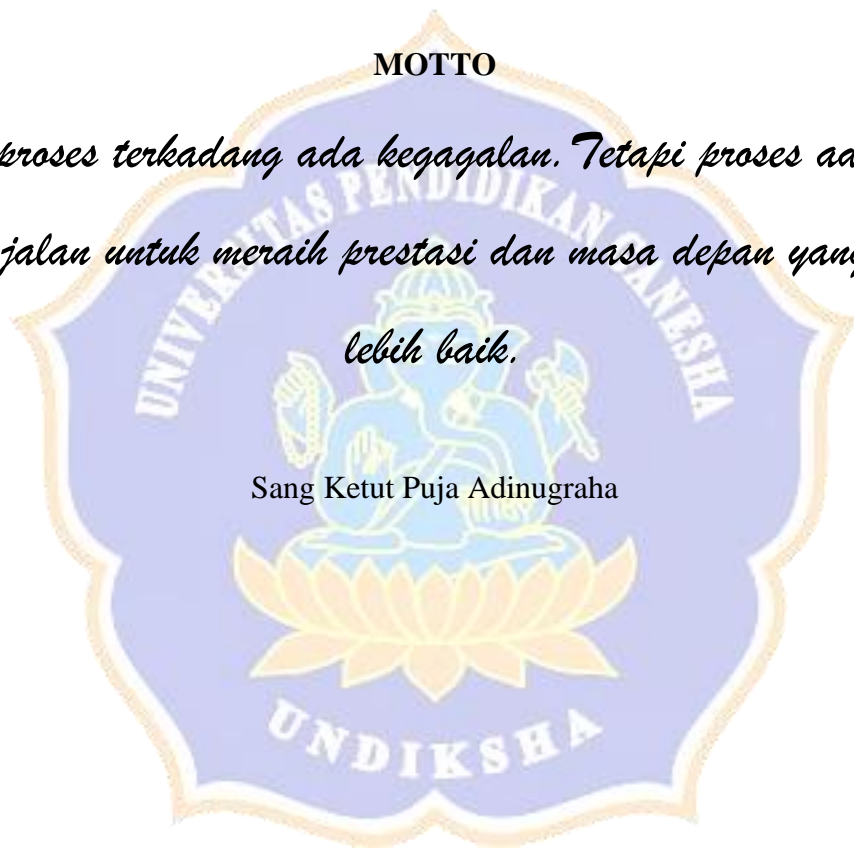 MOTTO
proses terkadang ada kegagalan. Tetapi proses ad
jalan untuk meraih prestasi dan masa depan yang
lebih baik.
Sang Ketut Puja Adinugraha
UNIVERSITAS PENDIDIKAN GANESHA
UNDIKSHA